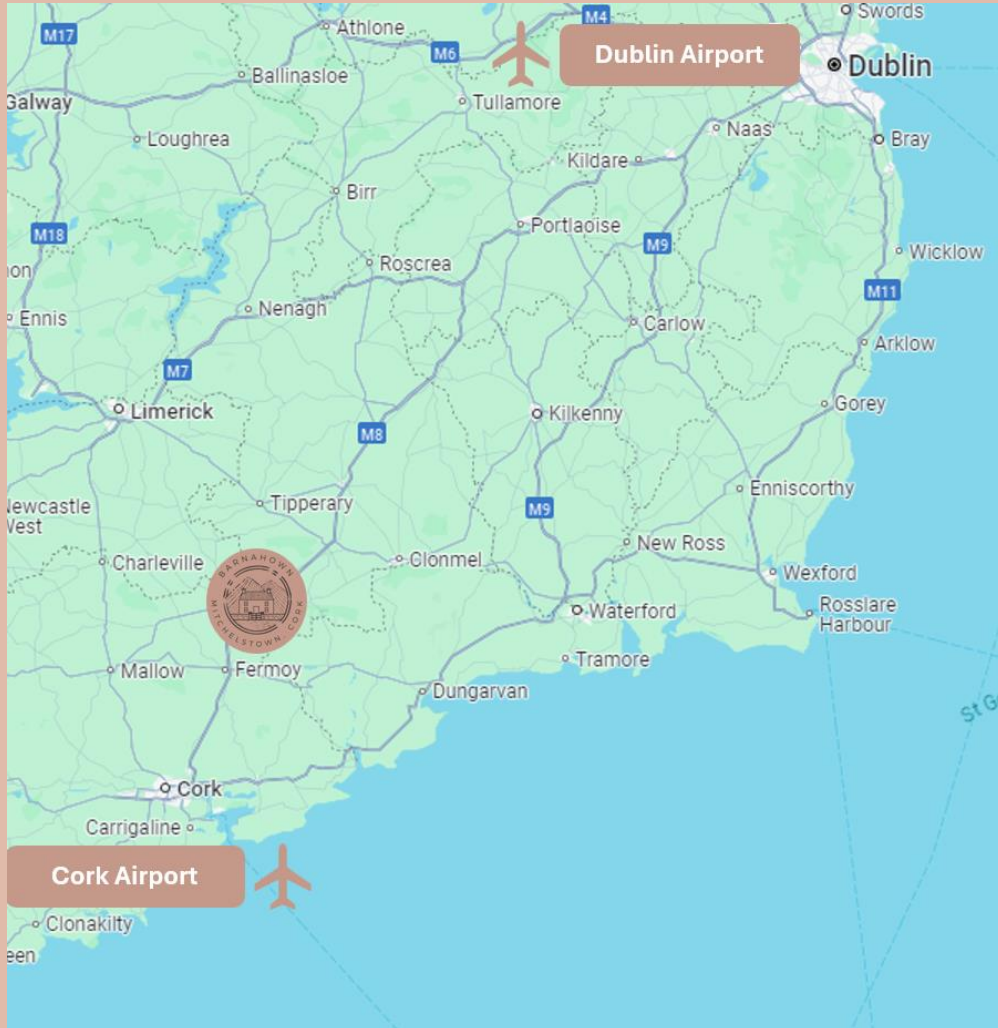 Swords
M4
Athlone
M17
Dublin Airport
M6
Dublin
Ballinasloe
Galway
Tullamore
Naas
Loughrea
Bray
Kildare
Birr
Portlaoise
M18
M9
Wicklow
Roscrea
M11
Nenagh
Ennis
Carlow
Arklow
M7
Gorey
Limerick
Kilkenny
M8
Enniscorthy
Tipperary
Newcastle
West
M9
New Ross
Clonmel
Charleville
Wexford
BARNAHOWN
MITCHELSTOWN, CORK
Rosslare
Harbour
Waterford
Tramore
Mallow
Fermoy
Dungarvan
St G
Cork
Carrigaline
Cork Airport
Clonakilty
een